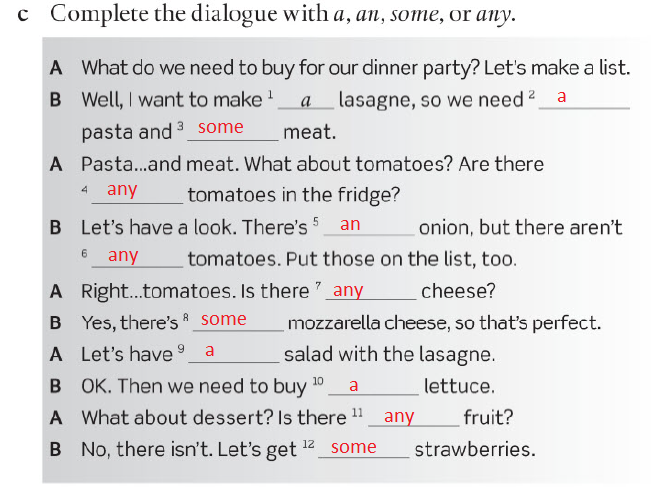 c Complete the dialogue with a, an, some, or any.
A What do we need to buy for our dinner party? Let's make a list.
B Well, I want to make 1 a lasagne, so we need 2 a
pasta and 3 some meat.
A Pasta...and meat. What about tomatoes? Are there
4 any tomatoes in the fridge?
B Let's have a look. There's 5 an onion, but there aren't
6 any tomatoes. Put those on the list, too.
A Right...tomatoes. Is there 7 any cheese?
B Yes, there's 8 some mozzarella cheese, so that's perfect.
A Let's have 9 a salad with the lasagne.
B OK. Then we need to buy 10 a lettuce.
A What about dessert? Is there 11 any fruit?
B No, there isn't. Let's get 12 some strawberries.